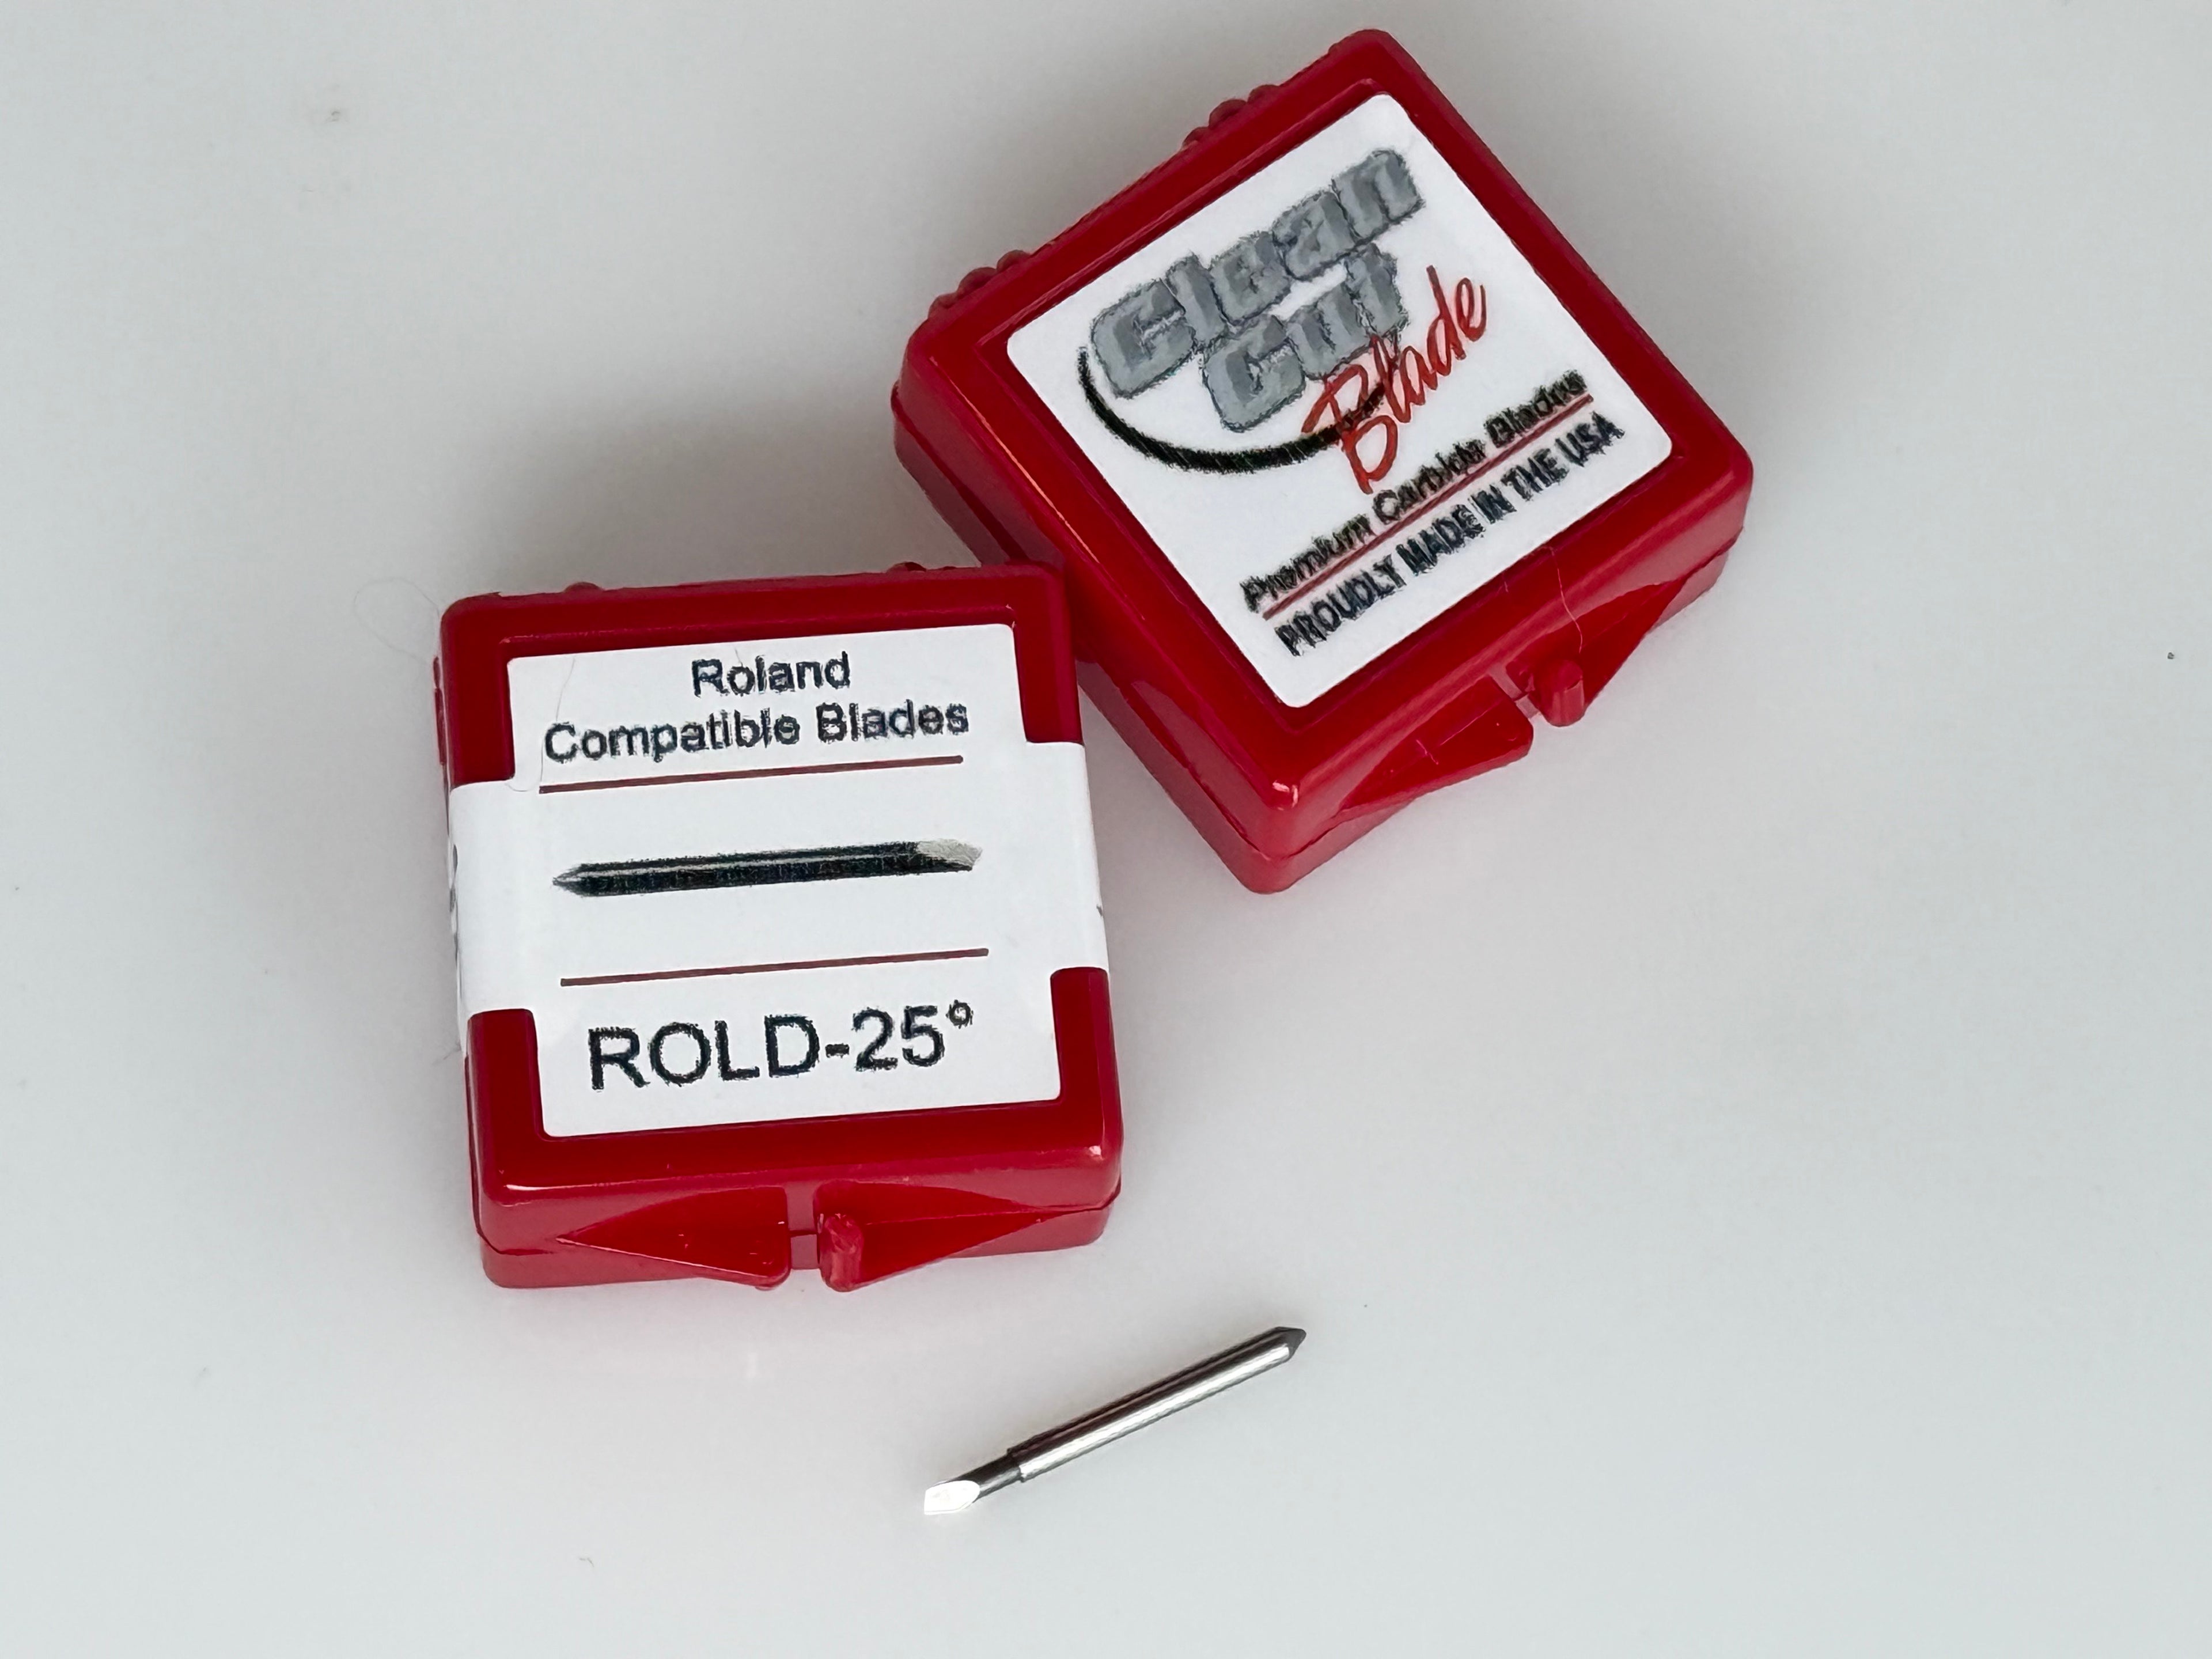 Clean
Cut
Blade
Premium Carbide Blades
PROUDLY MADE IN THE USA
Roland
Compatible Blades
ROLD-25°